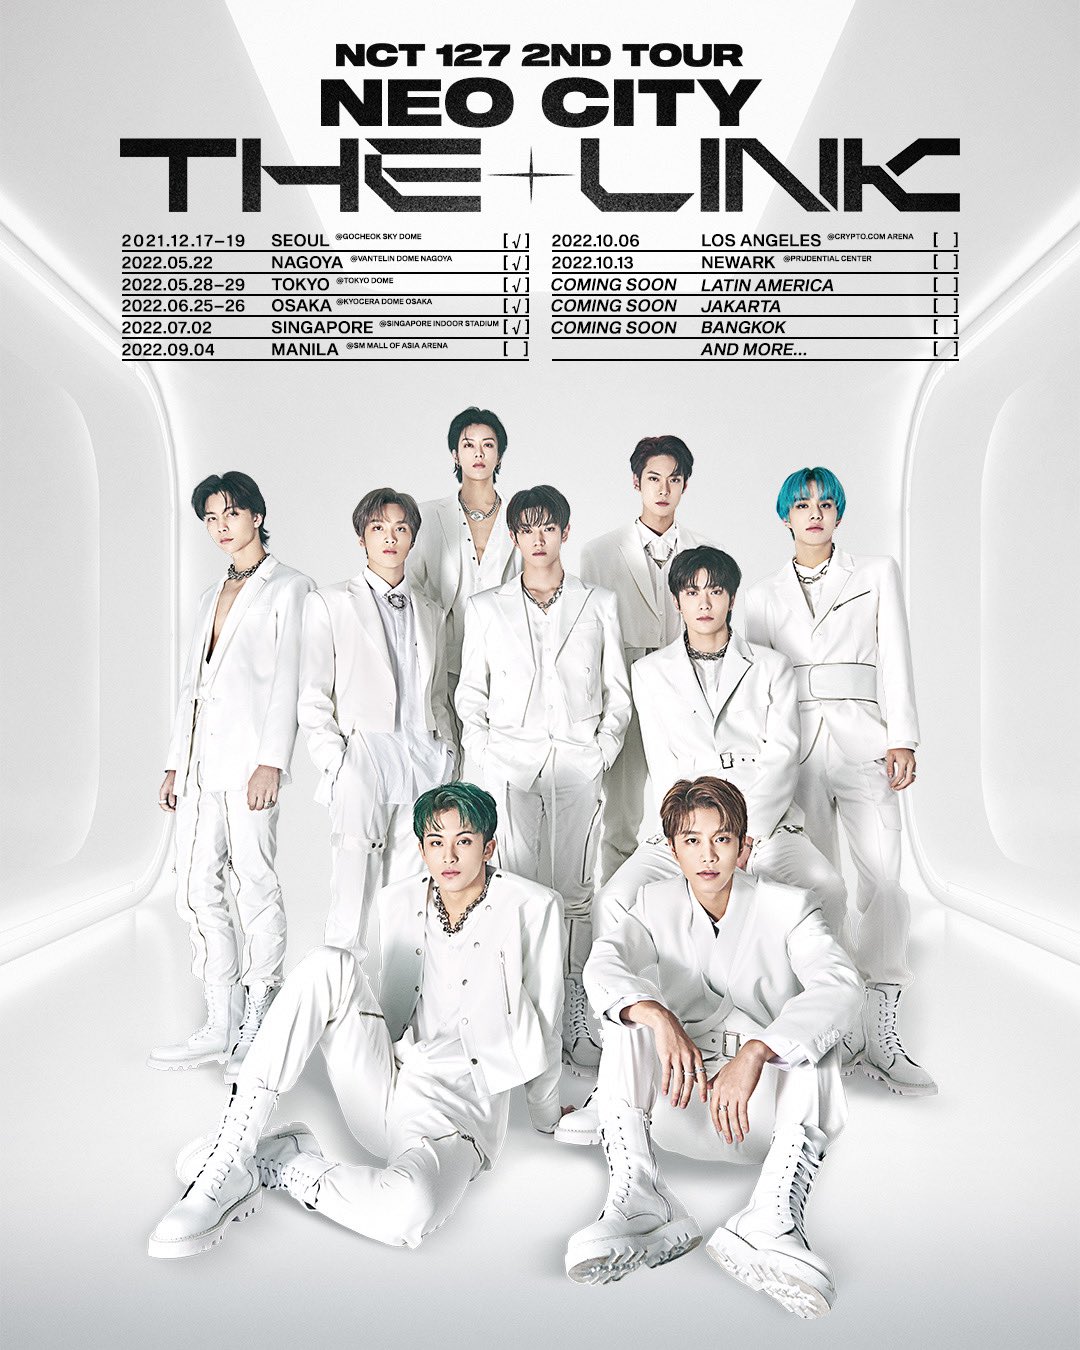 NCT 127 2ND TOUR
NEO CITY
THE LINK
2021.12.17–19 SEOUL @GOCHEOK SKY DOME [√]
2022.05.22 NAGOYA @VANTELIN DOME NAGOYA [√]
2022.05.28–29 TOKYO @TOKYO DOME [√]
2022.06.25–26 OSAKA @KYOCERA DOME OSAKA [√]
2022.07.02 SINGAPORE @SINGAPORE INDOOR STADIUM [√]
2022.09.04 MANILA @SM MALL OF ASIA ARENA [ ]
2022.10.06 LOS ANGELES @CRYPTO.COM ARENA [ ]
2022.10.13 NEWARK @PRUDENTIAL CENTER [ ]
COMING SOON LATIN AMERICA [ ]
COMING SOON JAKARTA [ ]
COMING SOON BANGKOK [ ]
AND MORE... [ ]